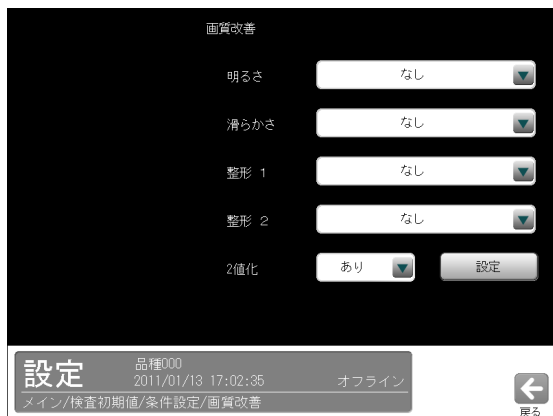 画質改善
明るさ なし
滑らかさ なし
整形 1 なし
整形 2 なし
2値化 あり 設定
設定 品種000
2011/01/13 17:02:35 オフライン
メイン/検査初期値/条件設定/画質改善
戻る